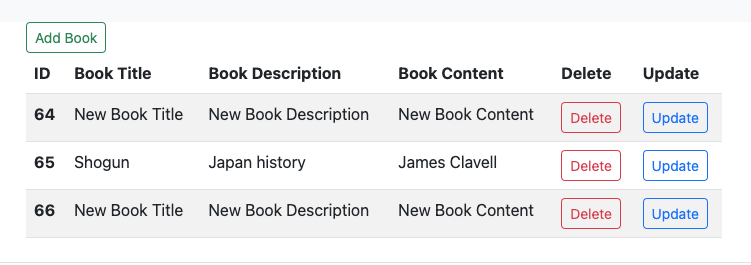 Add Book
ID Book Title Book Description Book Content Delete Update
64 New Book Title New Book Description New Book Content Delete Update
65 Shogun Japan history James Clavell Delete Update
66 New Book Title New Book Description New Book Content Delete Update